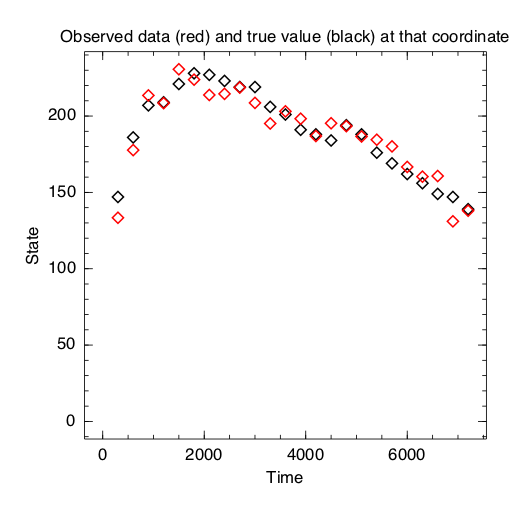 Observed data (red) and true value (black) at that coordinate
200
150
100
50
0
State
0 2000 4000 6000
Time